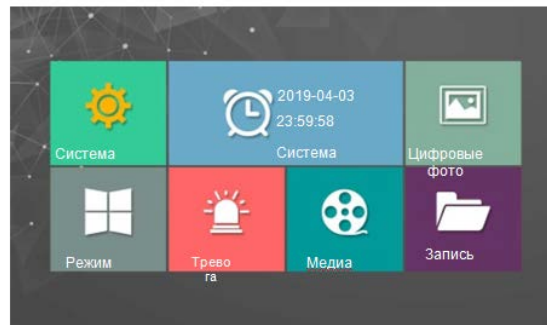 2019-04-03
23:59:58
Система
Система
Цифровые
фото
Режим
Трево
га
Медиа
Запись